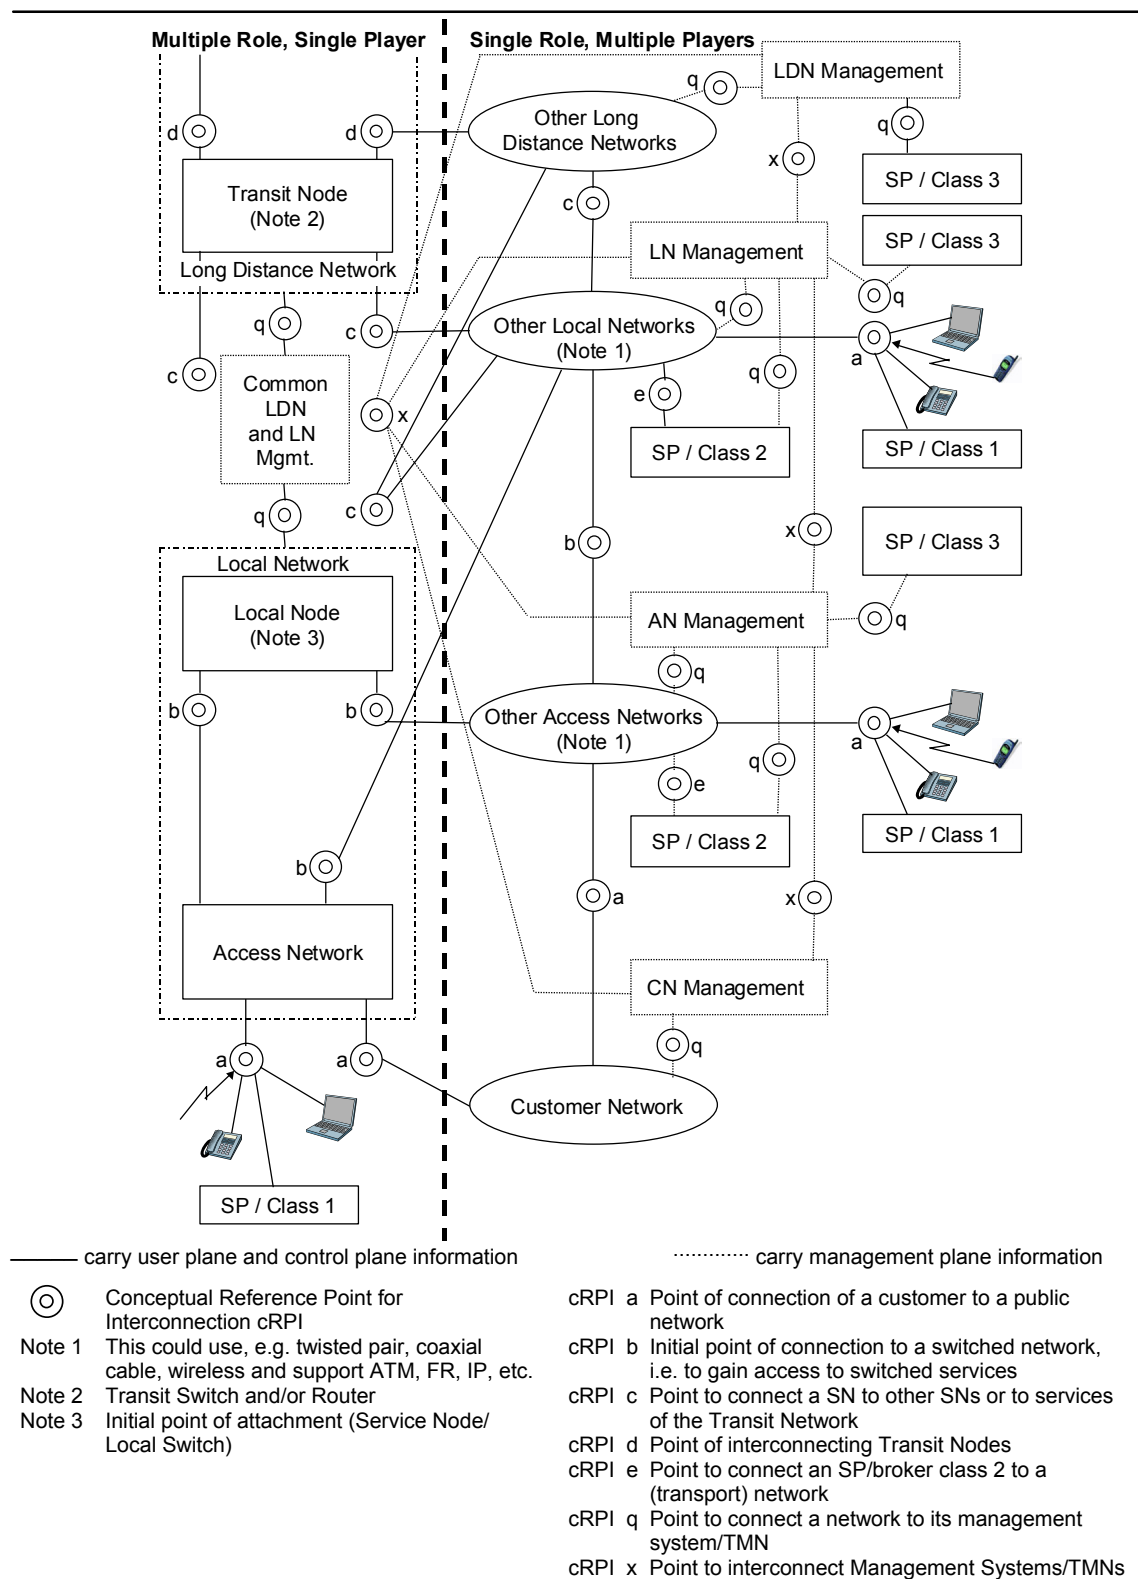 Multiple Role, Single Player
Single Role, Multiple Players
LDN Management
q
d
d
Other Long
Distance Networks
q
x
SP / Class 3
Transit Node
(Note 2)
c
SP / Class 3
LN Management
Long Distance Network
q
q
q
c
Other Local Networks
(Note 1)
a
c
Common
LDN
and LN
Mgmt.
x
e
q
SP / Class 2
SP / Class 1
c
q
b
x
SP / Class 3
Local Network
Local Node
(Note 3)
AN Management
q
q
b
b
Other Access Networks
(Note 1)
a
q
e
SP / Class 2
SP / Class 1
b
a
x
Access Network
CN Management
a
a
q
Customer Network
SP / Class 1
carry user plane and control plane information
carry management plane information
Conceptual Reference Point for
Interconnection cRPI
Note 1 This could use, e.g. twisted pair, coaxial
cable, wireless and support ATM, FR, IP, etc.
Note 2 Transit Switch and/or Router
Note 3 Initial point of attachment (Service Node/
Local Switch)
cRPI a Point of connection of a customer to a public
network
cRPI b Initial point of connection to a switched network,
i.e. to gain access to switched services
cRPI c Point to connect a SN to other SNs or to services
of the Transit Network
cRPI d Point of interconnecting Transit Nodes
cRPI e Point to connect an SP/broker class 2 to a
(transport) network
cRPI q Point to connect a network to its management
system/TMN
cRPI x Point to interconnect Management Systems/TMNs